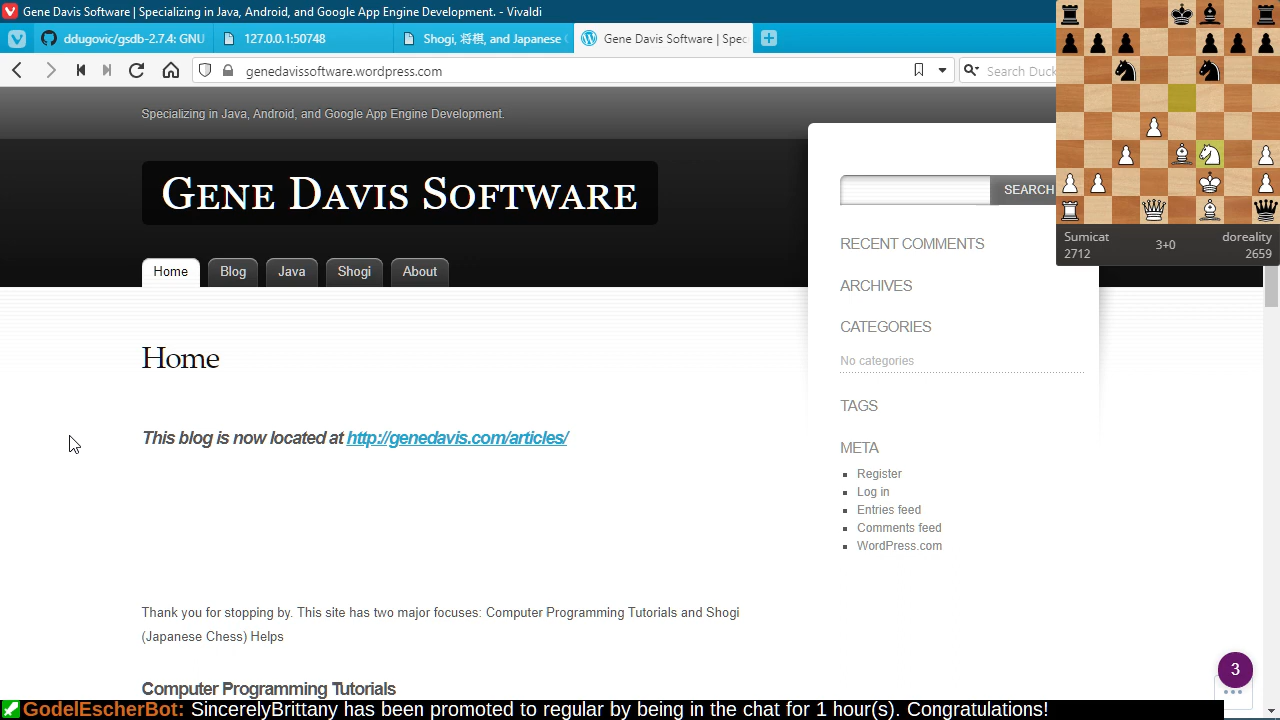 Gene Davis Software | Specializing in Java, Android, and Google App Engine Development. - Vivaldi
ddugovic/gsdb-2.7.4: GNU
127.0.0.1:50748
Shogi, 将棋, and Japanese
Gene Davis Software | Spec
genedavissoftware.wordpress.com
Search Duck
Specializing in Java, Android, and Google App Engine Development.
GENE DAVIS SOFTWARE
Home
Blog
Java
Shogi
About
SEARCH
RECENT COMMENTS
ARCHIVES
CATEGORIES
No categories
TAGS
META
Register
Log in
Entries feed
Comments feed
WordPress.com
Sumicat
2712
3+0
doreality
2659
Home
This blog is now located at http://genedavis.com/articles/
Thank you for stopping by. This site has two major focuses: Computer Programming Tutorials and Shogi
(Japanese Chess) Helps
Computer Programming Tutorials
3
GodelEscherBot: SincerelyBrittany has been promoted to regular by being in the chat for 1 hour(s). Congratulations!